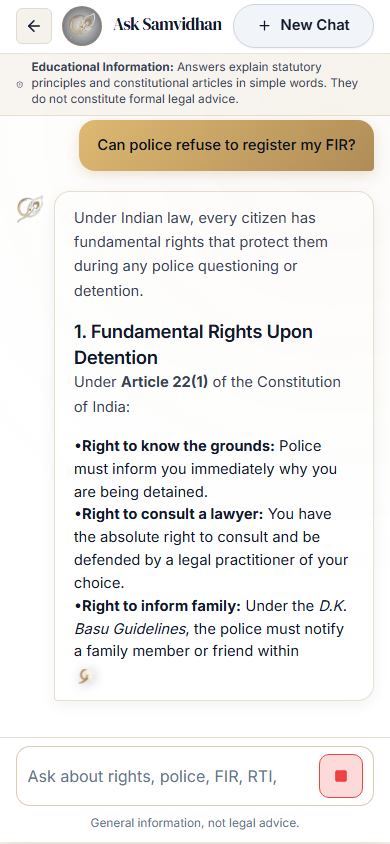 Ask Samvidhan
+ New Chat
Educational Information: Answers explain statutory
principles and constitutional articles in simple words. They
do not constitute formal legal advice.
Can police refuse to register my FIR?
Under Indian law, every citizen has
fundamental rights that protect them
during any police questioning or
detention.
1. Fundamental Rights Upon
Detention
Under Article 22(1) of the Constitution
of India:
•Right to know the grounds: Police
must inform you immediately why you
are being detained.
•Right to consult a lawyer: You have
the absolute right to consult and be
defended by a legal practitioner of your
choice.
•Right to inform family: Under the D.K.
Basu Guidelines, the police must notify
a family member or friend within
Ask about rights, police, FIR, RTI,
General information, not legal advice.